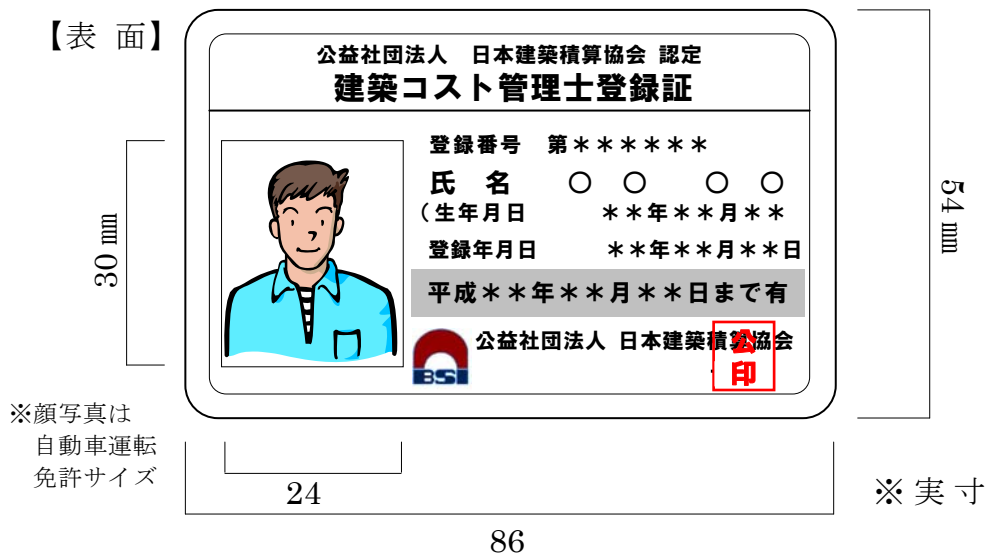 【表 面】
公益社団法人 日本建築積算協会 認定
建築コスト管理士登録証
登録番号 第＊＊＊＊＊＊
氏 名 ○ ○ ○ ○
（生年月日 ＊＊年＊＊月＊＊
登録年月日 ＊＊年＊＊月＊＊日
平成＊＊年＊＊月＊＊日まで有
公益社団法人 日本建築積算協会
公印
BSI
30 ㎜
54 ㎜
※顔写真は
自動車運転
免許サイズ
24
86
※ 実 寸